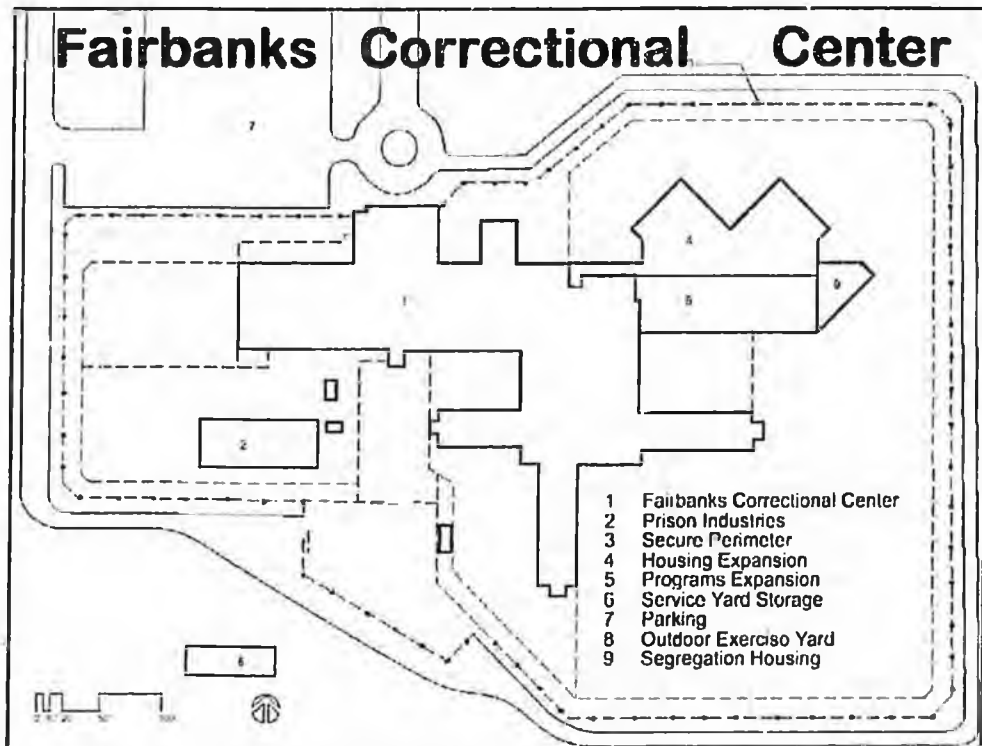 Fairbanks Correctional Center
7
4
1
5
9
2
1 Fairbanks Correctional Center
2 Prison Industries
3 Secure Perimeter
4 Housing Expansion
5 Programs Expansion
6 Service Yard Storage
7 Parking
8 Outdoor Exercise Yard
9 Segregation Housing
6